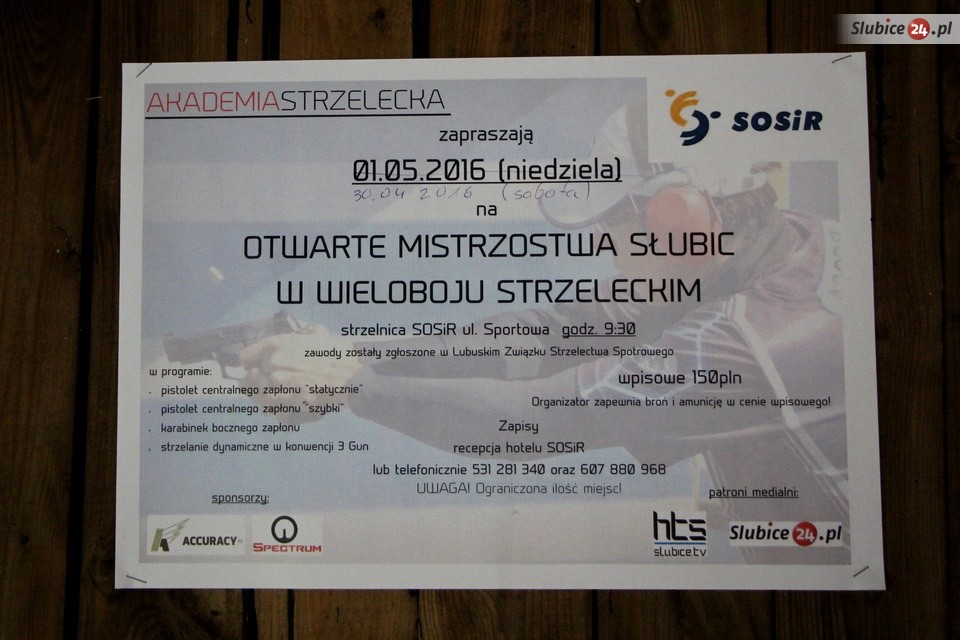 Slubice24.pl
AKADEMIASTRZELECKA
SOSiR
zapraszają
01.05.2016 (niedziela)
30.04 2016 (sobota)
na
OTWARTE MISTRZOSTWA SŁUBIC
W WIELOBOJU STRZELECKIM
strzelnica SOSiR ul. Sportowa godz. 9:30
zawody zostały zgłoszone w Lubuskim Związku Strzelectwa Spotrowego
w programie:
. pistolet centralnego zapłonu "statycznie"
. pistolet centralnego zapłonu "szybki"
. karabinek bocznego zapłonu
. strzelanie dynamiczne w konwencji 3 Gun
wpisowe 150pln
Organizator zapewnia broń i amunicję w cenie wpisowego!
Zapisy
recepcja hotelu SOSiR
lub telefonicznie 531 281 340 oraz 607 880 968
UWAGA! Ograniczona ilość miejsc!
sponsorzy:
ACCURACY.PL
SPECTRUM
patroni medialni:
hts
slubice.tv
Slubice24.pl